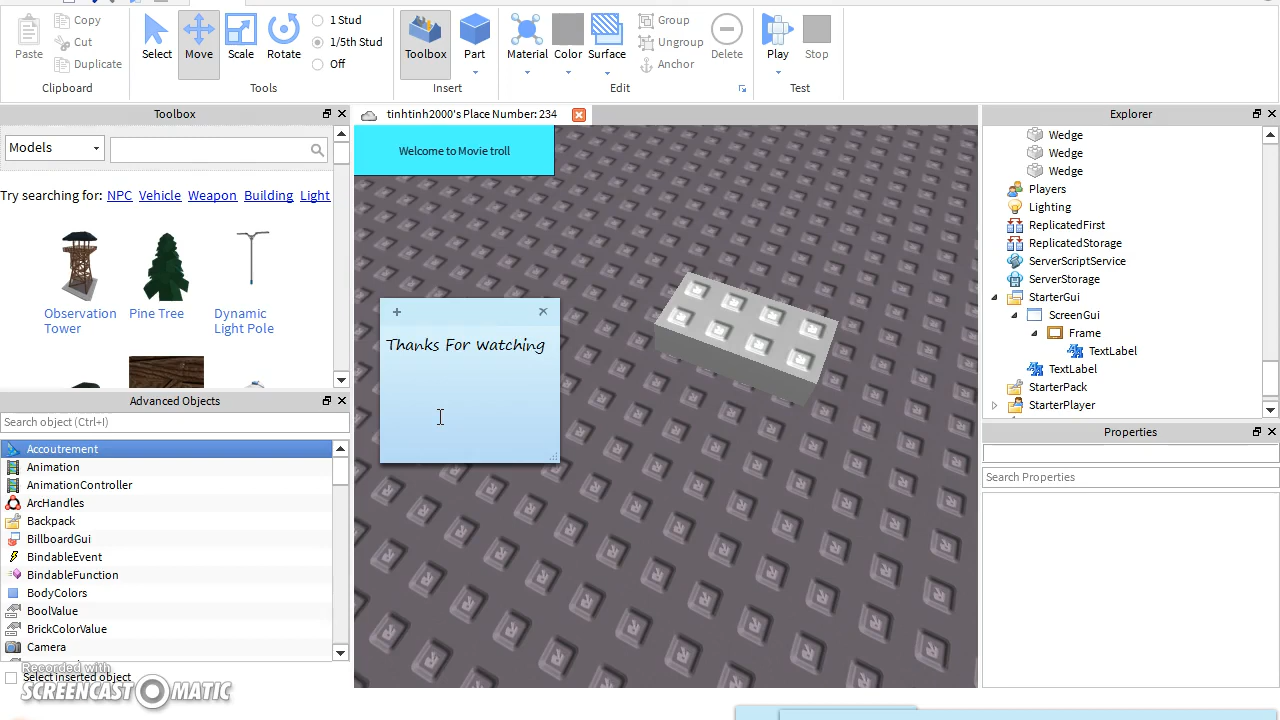 Copy
Cut
Duplicate
Paste
Clipboard
Select
Move
Scale
Rotate
1 Stud
1/5th Stud
Off
Tools
Toolbox
Part
Insert
Material
Color
Surface
Group
Ungroup
Anchor
Delete
Edit
Play
Stop
Test
Toolbox
Models
Try searching for: NPC Vehicle Weapon Building Light
Observation
Tower
Pine Tree
Dynamic
Light Pole
Advanced Objects
Search object (Ctrl+I)
Accoutrement
Animation
AnimationController
ArcHandles
Backpack
BillboardGui
BindableEvent
BindableFunction
BodyColors
BoolValue
BrickColorValue
Camera
Select inserted object
Recorded with
SCREENCAST MATIC
tinhtinh2000's Place Number: 234
Welcome to Movie troll
Thanks For Watching
Explorer
Wedge
Wedge
Wedge
Players
Lighting
ReplicatedFirst
ReplicatedStorage
ServerScriptService
ServerStorage
StarterGui
ScreenGui
Frame
TextLabel
TextLabel
StarterPack
StarterPlayer
Properties
Search Properties